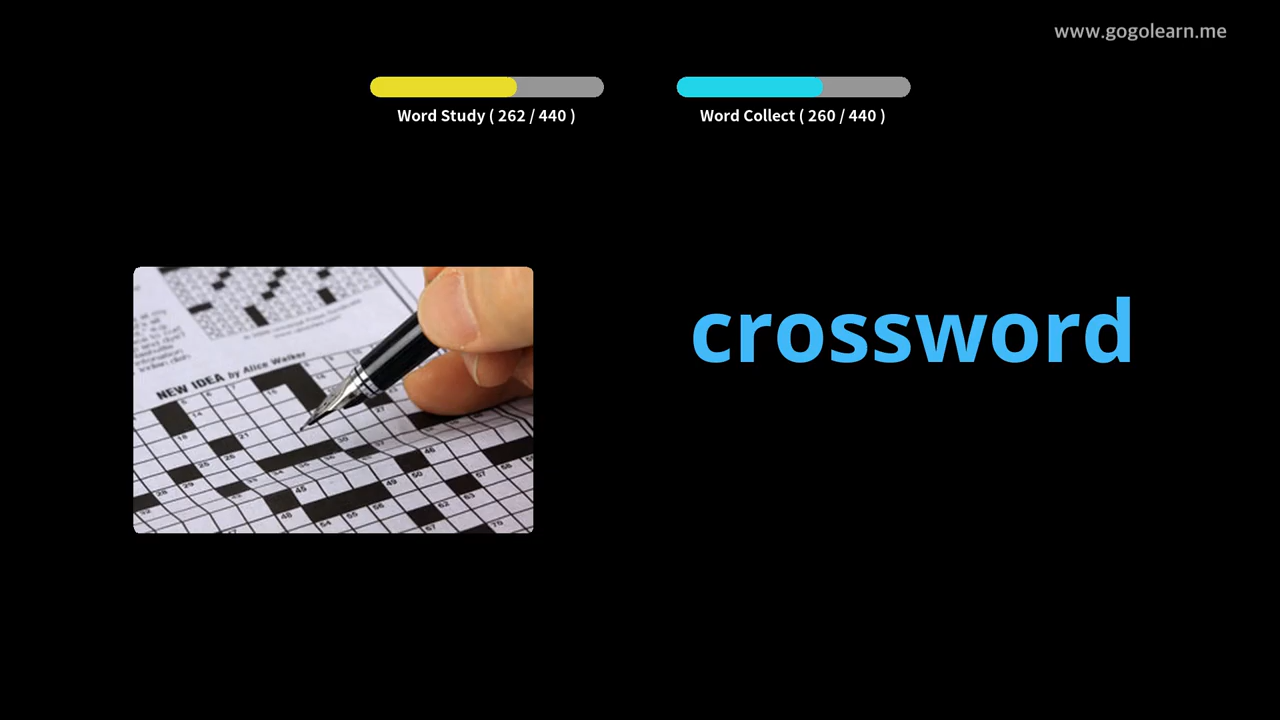 www.gogolearn.me
Word Study ( 262 / 440 )
Word Collect ( 260 / 440 )
crossword
NEW IDEA by Alice Walker